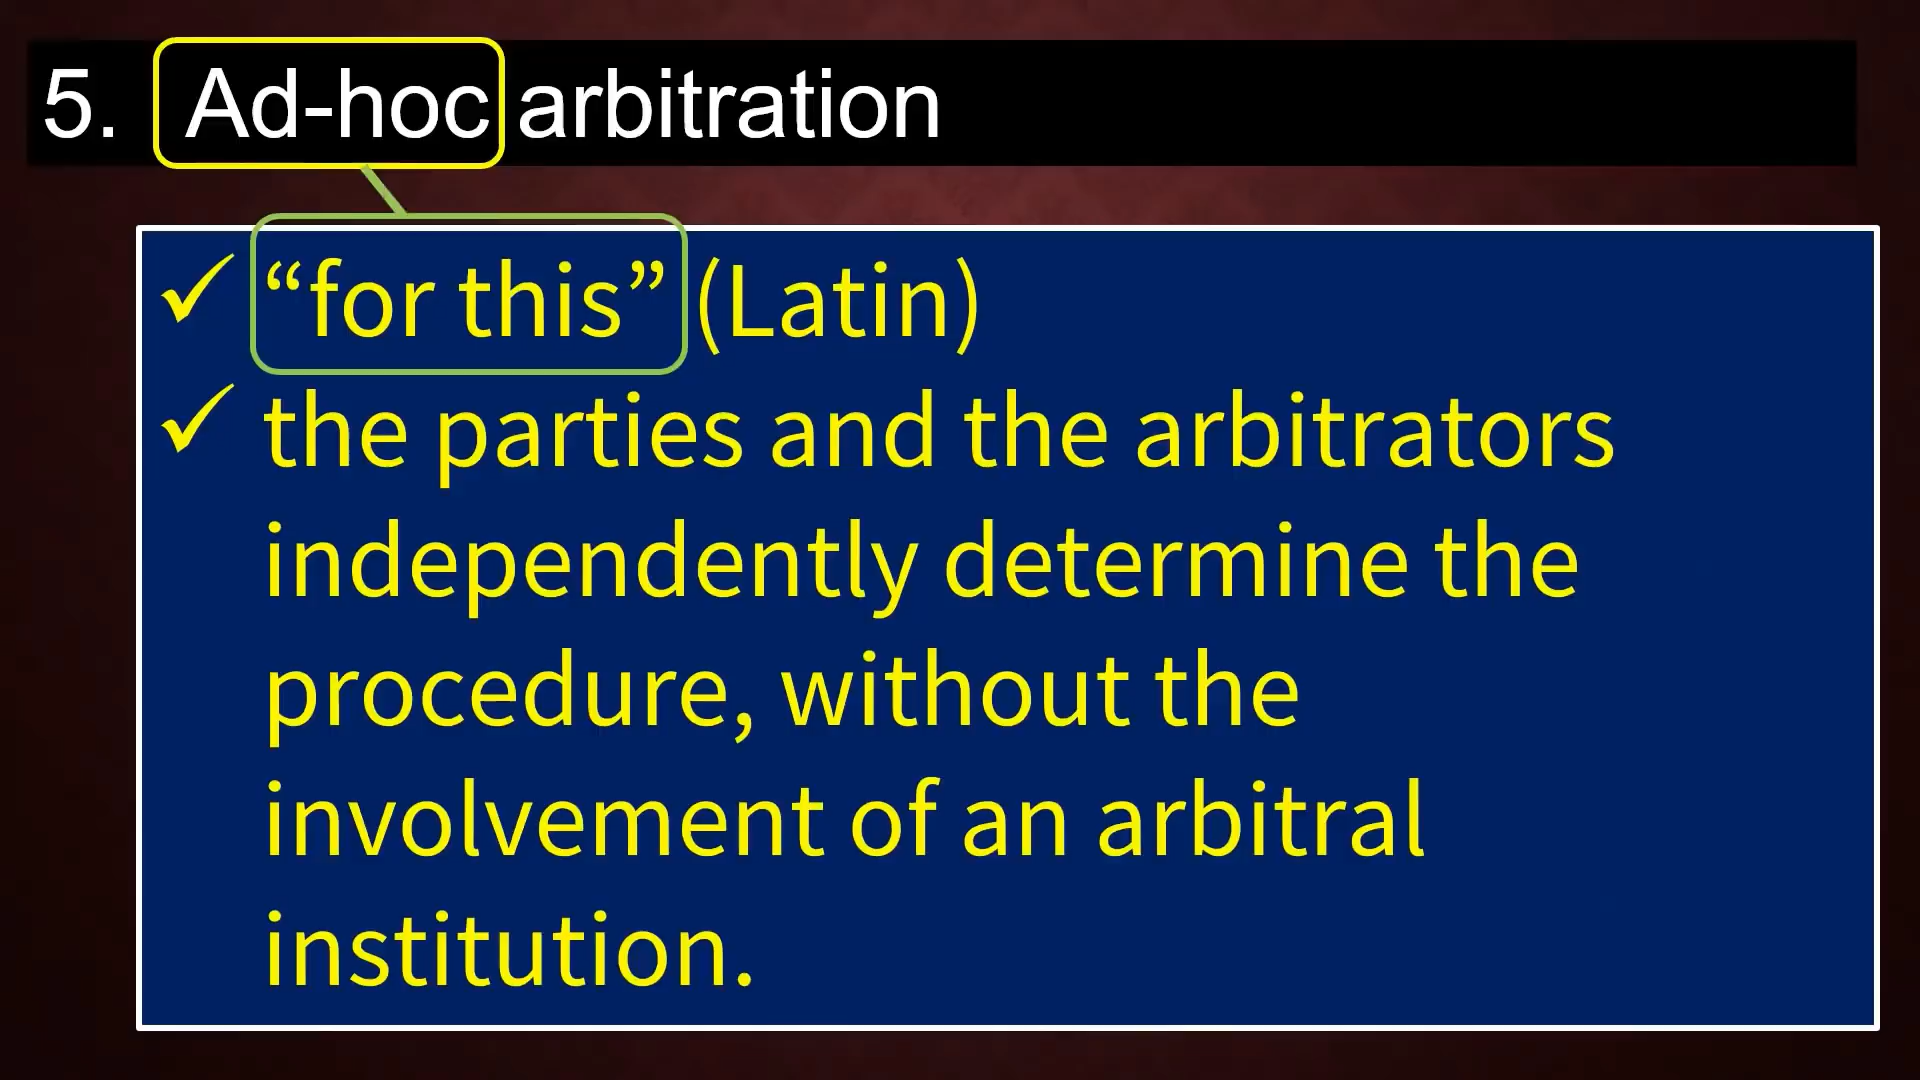 5. Ad-hoc arbitration
✓ “for this” (Latin)
✓ the parties and the arbitrators
independently determine the
procedure, without the
involvement of an arbitral
institution.